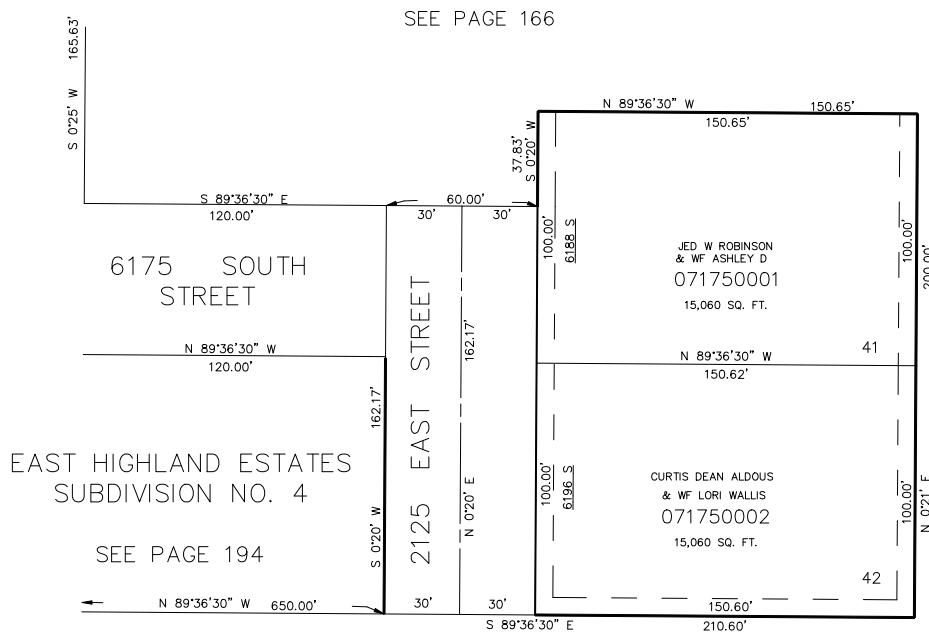 SEE PAGE 166
S 0°25' W 165.63'
N 89°36'30" W 150.65'
150.65'
37.83'
S 0°20' W
S 89°36'30" E
120.00'
60.00'
30' 30'
6175 SOUTH
STREET
100.00'
6188 S
JED W ROBINSON
& WF ASHLEY D
071750001
15,060 SQ. FT.
100.00'
200.00'
41
N 89°36'30" W
120.00'
2125 EAST STREET
162.17'
N 0°20' E
N 89°36'30" W
150.62'
162.17'
S 0°20' W
EAST HIGHLAND ESTATES
SUBDIVISION NO. 4
SEE PAGE 194
100.00'
6196 S
CURTIS DEAN ALDOUS
& WF LORI WALLIS
071750002
15,060 SQ. FT.
100.00'
N 0°21' E
42
N 89°36'30" W 650.00'
30' 30'
150.60'
S 89°36'30" E 210.60'